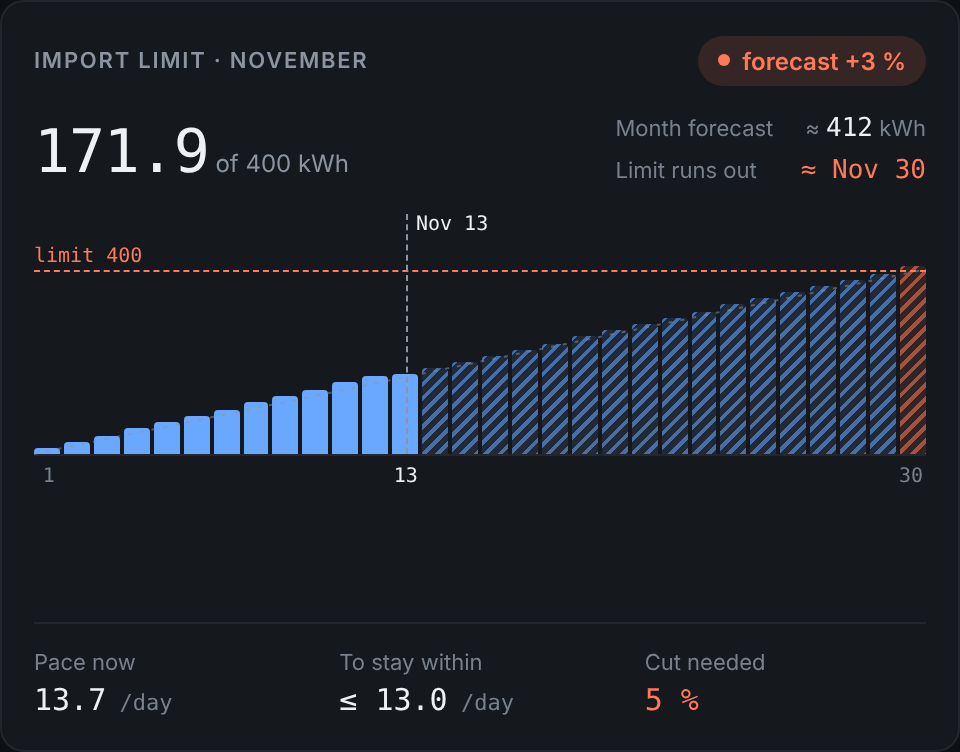 IMPORT LIMIT · NOVEMBER
forecast +3 %
171.9 of 400 kWh
Month forecast ≈ 412 kWh
Limit runs out ≈ Nov 30
Nov 13
limit 400
1 13 30
Pace now
13.7 /day
To stay within
≤ 13.0 /day
Cut needed
5 %